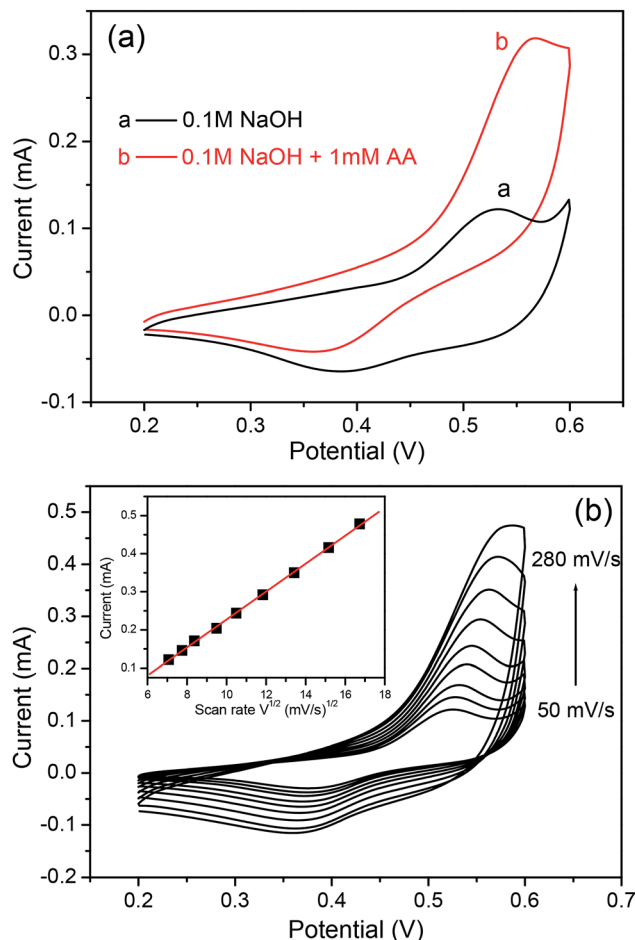 (a)
0.3
b
a 0.1M NaOH
b 0.1M NaOH + 1mM AA
0.2
a
0.1
0.0
-0.1
Current (mA)
0.2 0.3 0.4 0.5 0.6
Potential (V)
(b)
0.5
0.4
0.3
0.2
0.1
0.0
-0.1
-0.2
Current (mA)
0.5
0.4
0.3
0.2
0.1
Current (mA)
6 8 10 12 14 16 18
Scan rate V1/2 (mV/s)1/2
280 mV/s
50 mV/s
0.2 0.3 0.4 0.5 0.6 0.7
Potential (V)